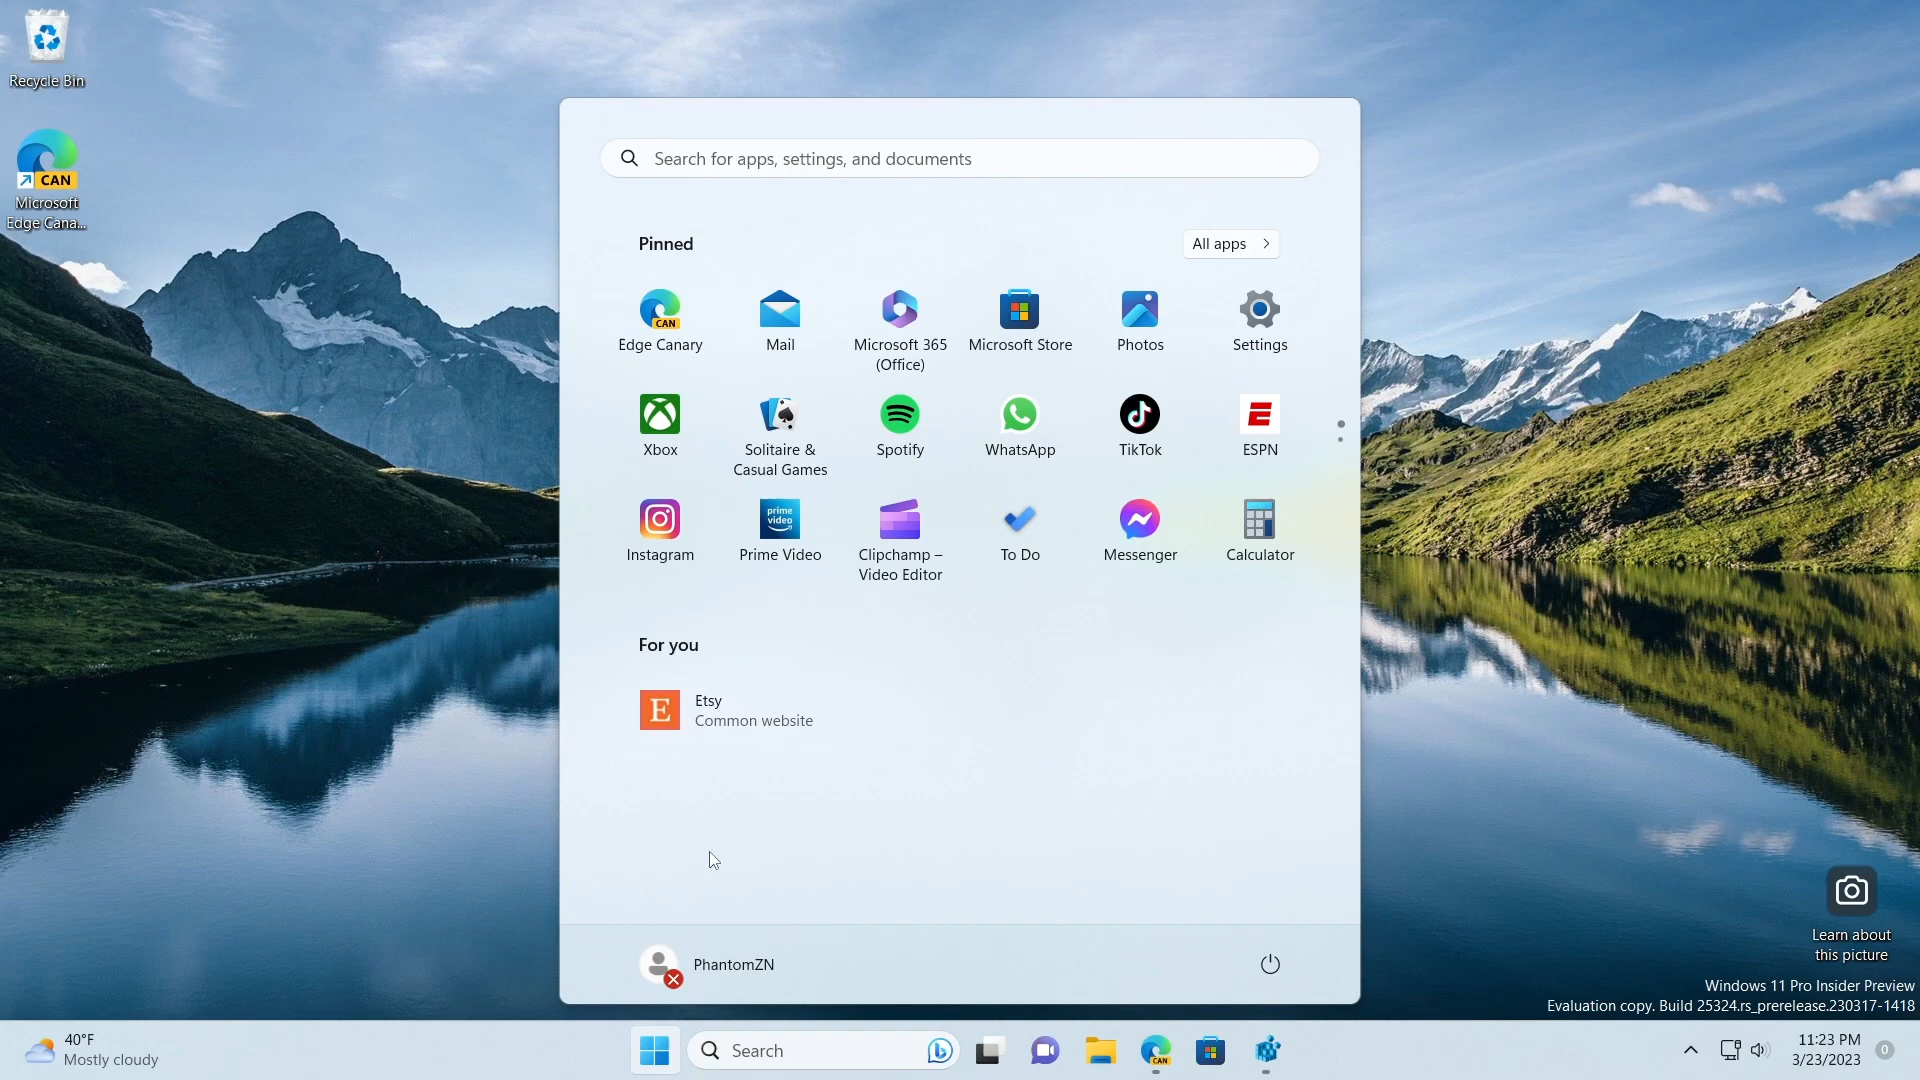 Recycle Bin
CAN
Microsoft
Edge Cana...
Search for apps, settings, and documents
Pinned
All apps
CAN
Edge Canary
Mail
Microsoft 365
(Office)
Microsoft Store
Photos
Settings
Xbox
Solitaire &
Casual Games
Spotify
WhatsApp
TikTok
E
ESPN
Instagram
prime
video
Prime Video
Clipchamp –
Video Editor
To Do
Messenger
Calculator
For you
E
Etsy
Common website
PhantomZN
Learn about
this picture
Windows 11 Pro Insider Preview
Evaluation copy. Build 25324.rs_prerelease.230317-1418
40°F
Mostly cloudy
Search
b
CAN
11:23 PM
3/23/2023
0